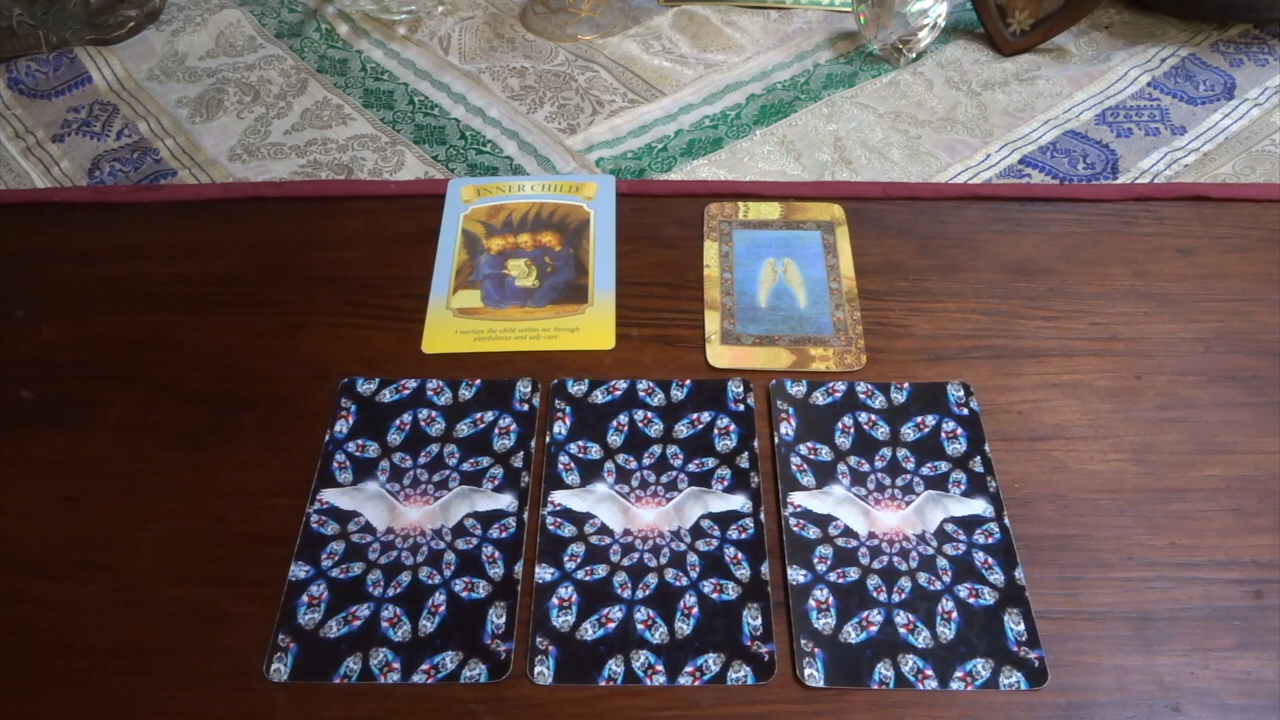 INNER CHILD
I nurture the child within me through
playfulness and self-care.